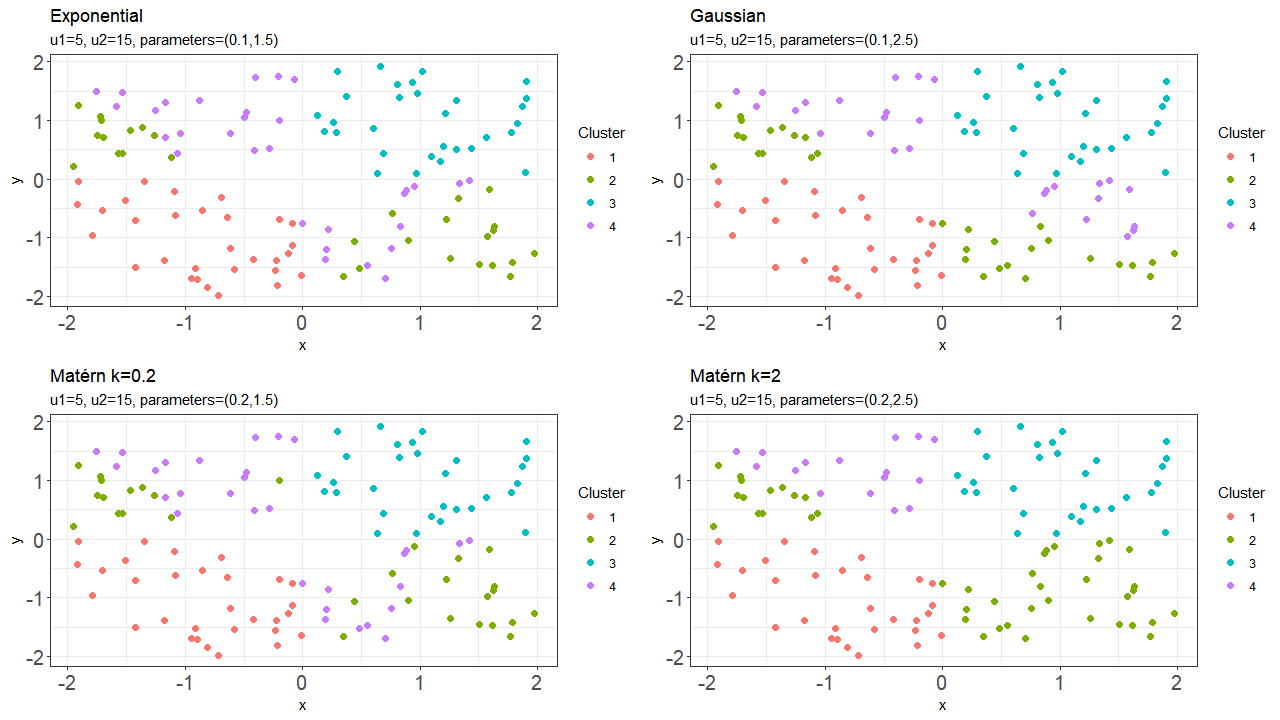 Exponential
u1=5, u2=15, parameters=(0.1,1.5)
2
1
0
-1
-2
y
-2 -1 0 1 2
x
Cluster
1
2
3
4
Gaussian
u1=5, u2=15, parameters=(0.1,2.5)
2
1
0
-1
-2
y
-2 -1 0 1 2
x
Cluster
1
2
3
4
Matérn k=0.2
u1=5, u2=15, parameters=(0.2,1.5)
2
1
0
-1
-2
y
-2 -1 0 1 2
x
Cluster
1
2
3
4
Matérn k=2
u1=5, u2=15, parameters=(0.2,2.5)
2
1
0
-1
-2
y
-2 -1 0 1 2
x
Cluster
1
2
3
4